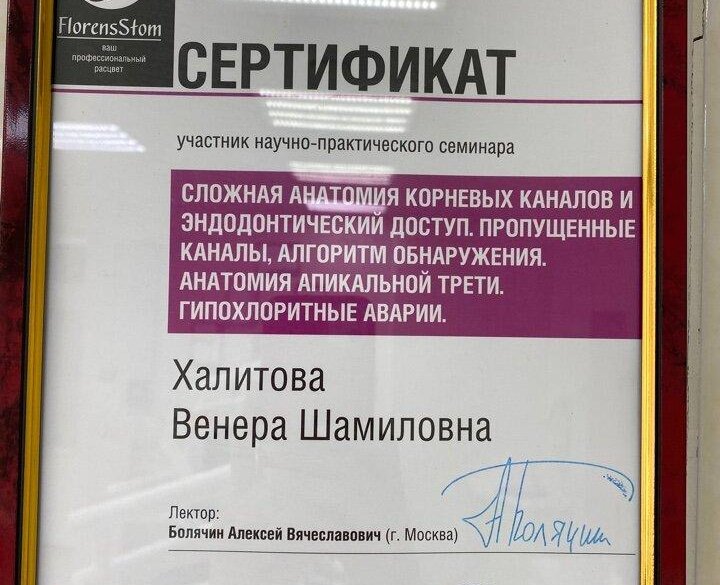 FlorensStom
ваш
профессиональный
расцвет
СЕРТИФИКАТ
участник научно-практического семинара
СЛОЖНАЯ АНАТОМИЯ КОРНЕВЫХ КАНАЛОВ И
ЭНДОДОНТИЧЕСКИЙ ДОСТУП. ПРОПУЩЕННЫЕ
КАНАЛЫ, АЛГОРИТМ ОБНАРУЖЕНИЯ.
АНАТОМИЯ АПИКАЛЬНОЙ ТРЕТИ.
ГИПОХЛОРИТНЫЕ АВАРИИ.
Халитова
Венера Шамиловна
Лектор:
Болячин Алексей Вячеславович (г. Москва)